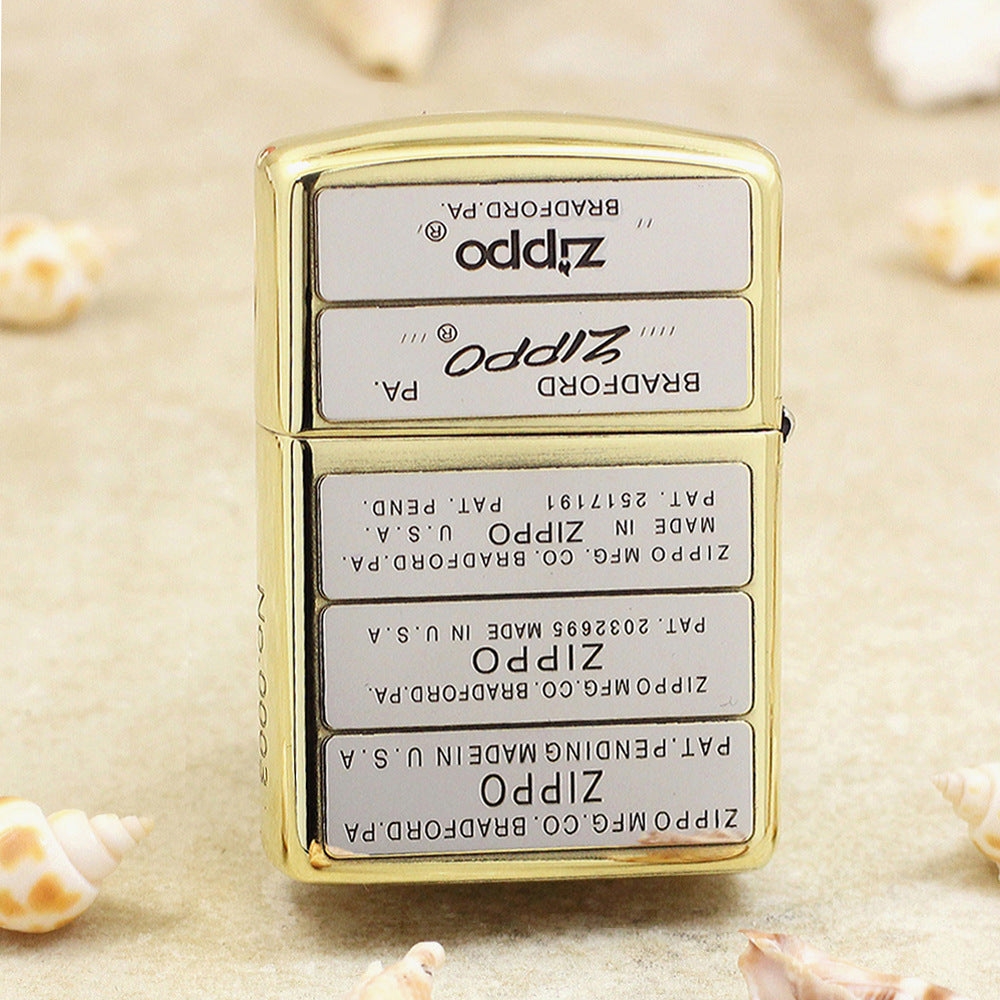 ZIPPO MFG.CO. BRADFORD.PA
ZIPPO
PAT.PENDING MADE IN U.S.A
ZIPPO MFG.CO. BRADFORD.PA.
ZIPPO
PAT. 2032695 MADE IN U.S.A
ZIPPO MFG. CO. BRADFORD.PA.
MADE IN ZIPPO U.S.A.
PAT. 2517191 PAT. PEND.
BRADFORD PA.
ZIPPO ®
Zippo ®
BRADFORD.PA.
No.0003